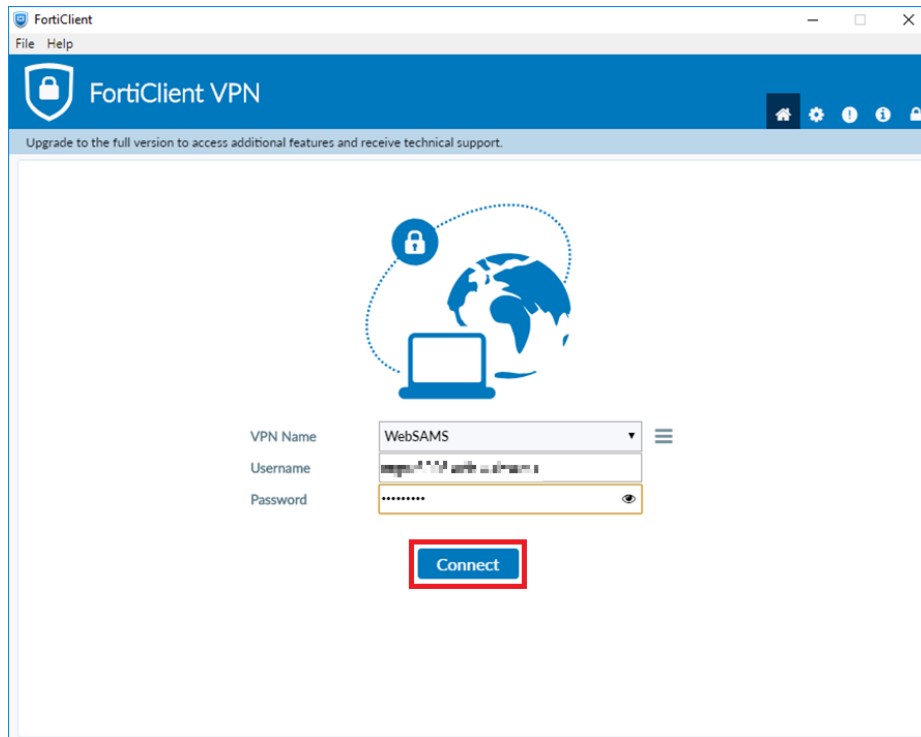 FortiClient
File Help
FortiClient VPN
Upgrade to the full version to access additional features and receive technical support.
VPN Name WebSAMS
Username
Password •••••••••
Connect